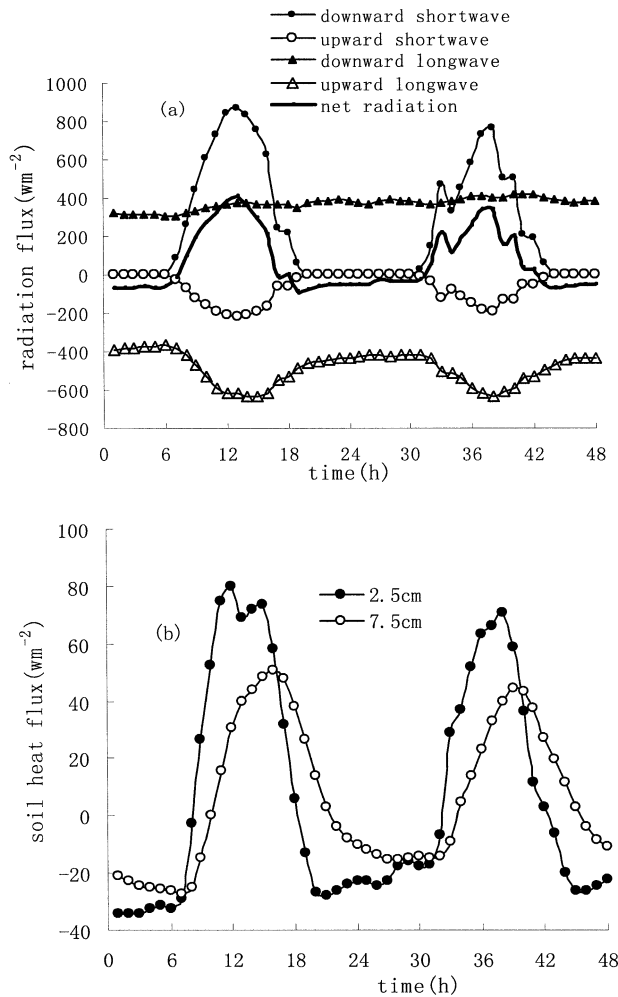 downward shortwave
upward shortwave
downward longwave
upward longwave
net radiation
(a)
radiation flux(wm⁻²)
1000
800
600
400
200
0
-200
-400
-600
-800
0 6 12 18 24 30 36 42 48
time(h)
(b)
2.5cm
7.5cm
soil heat flux(wm⁻²)
100
80
60
40
20
0
-20
-40
0 6 12 18 24 30 36 42 48
time(h)